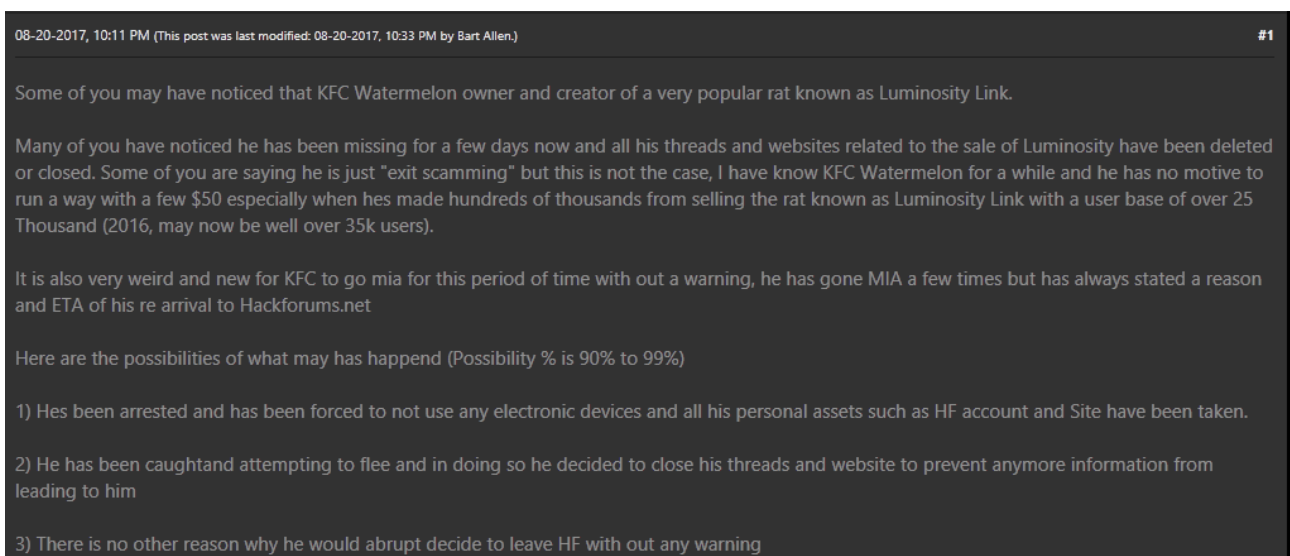 08-20-2017, 10:11 PM (This post was last modified: 08-20-2017, 10:33 PM by Bart Allen.) #1
Some of you may have noticed that KFC Watermelon owner and creator of a very popular rat known as Luminosity Link.
Many of you have noticed he has been missing for a few days now and all his threads and websites related to the sale of Luminosity have been deleted
or closed. Some of you are saying he is just "exit scamming" but this is not the case, I have know KFC Watermelon for a while and he has no motive to
run a way with a few $50 especially when hes made hundreds of thousands from selling the rat known as Luminosity Link with a user base of over 25
Thousand (2016, may now be well over 35k users).
It is also very weird and new for KFC to go mia for this period of time with out a warning, he has gone MIA a few times but has always stated a reason
and ETA of his re arrival to Hackforums.net
Here are the possibilities of what may has happend (Possibility % is 90% to 99%)
1) Hes been arrested and has been forced to not use any electronic devices and all his personal assets such as HF account and Site have been taken.
2) He has been caughtand attempting to flee and in doing so he decided to close his threads and website to prevent anymore information from
leading to him
3) There is no other reason why he would abrupt decide to leave HF with out any warning